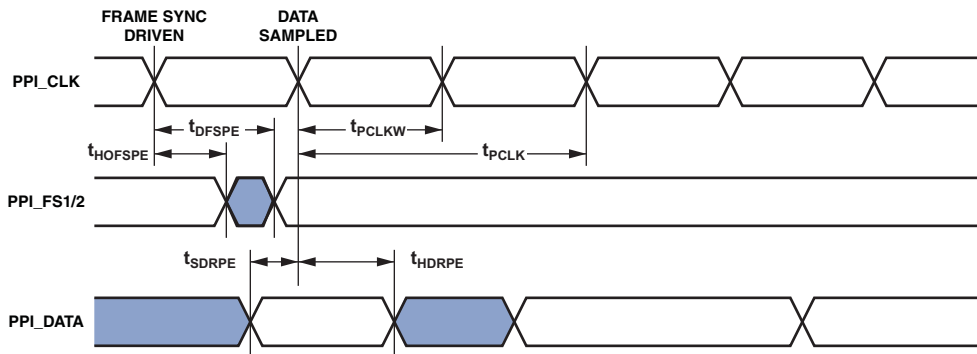 FRAME SYNC
DRIVEN
DATA
SAMPLED
PPI_CLK
tDFSPE
tPCLKW
tHOFSPE
tPCLK
PPI_FS1/2
tSDRPE
tHDRPE
PPI_DATA